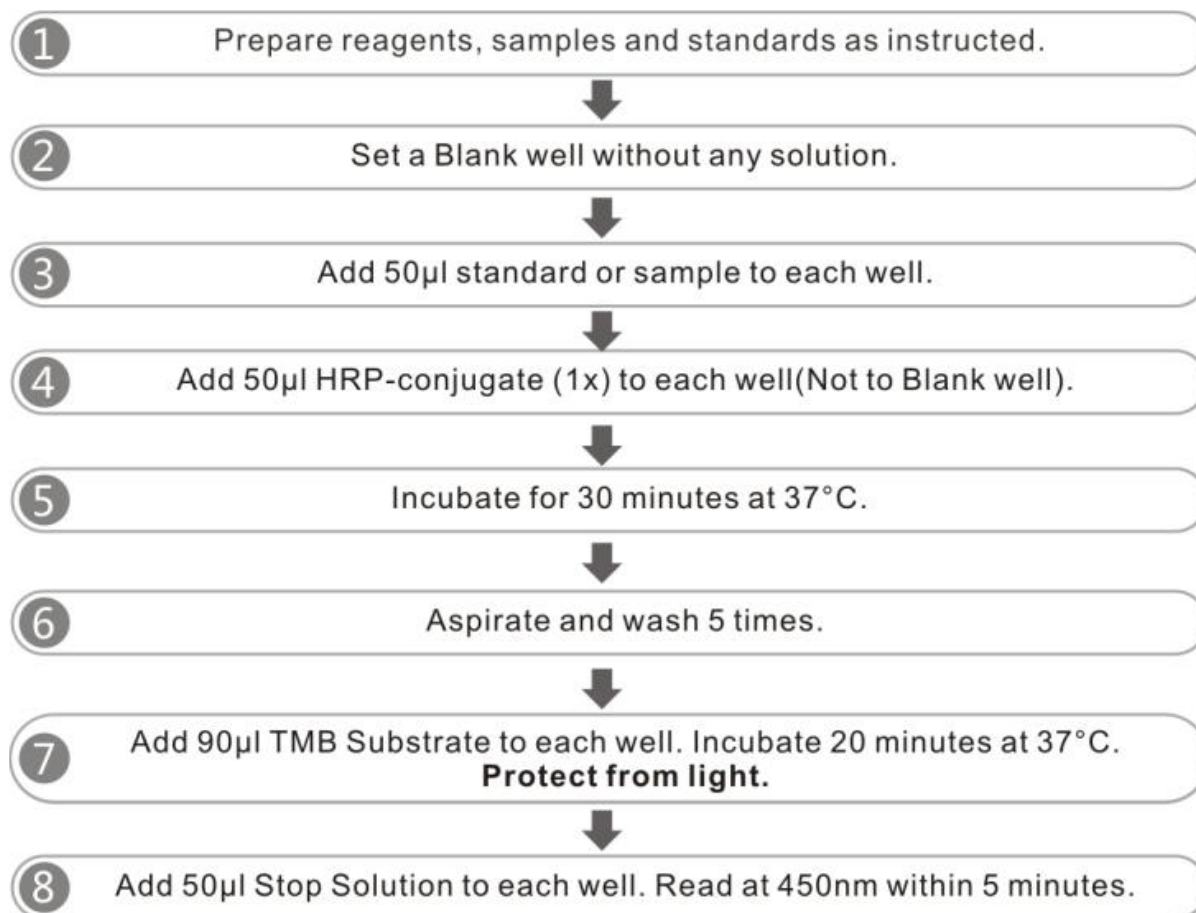 1 Prepare reagents, samples and standards as instructed.
2 Set a Blank well without any solution.
3 Add 50µl standard or sample to each well.
4 Add 50µl HRP-conjugate (1x) to each well(Not to Blank well).
5 Incubate for 30 minutes at 37°C.
6 Aspirate and wash 5 times.
7 Add 90µl TMB Substrate to each well. Incubate 20 minutes at 37°C.
Protect from light.
8 Add 50µl Stop Solution to each well. Read at 450nm within 5 minutes.